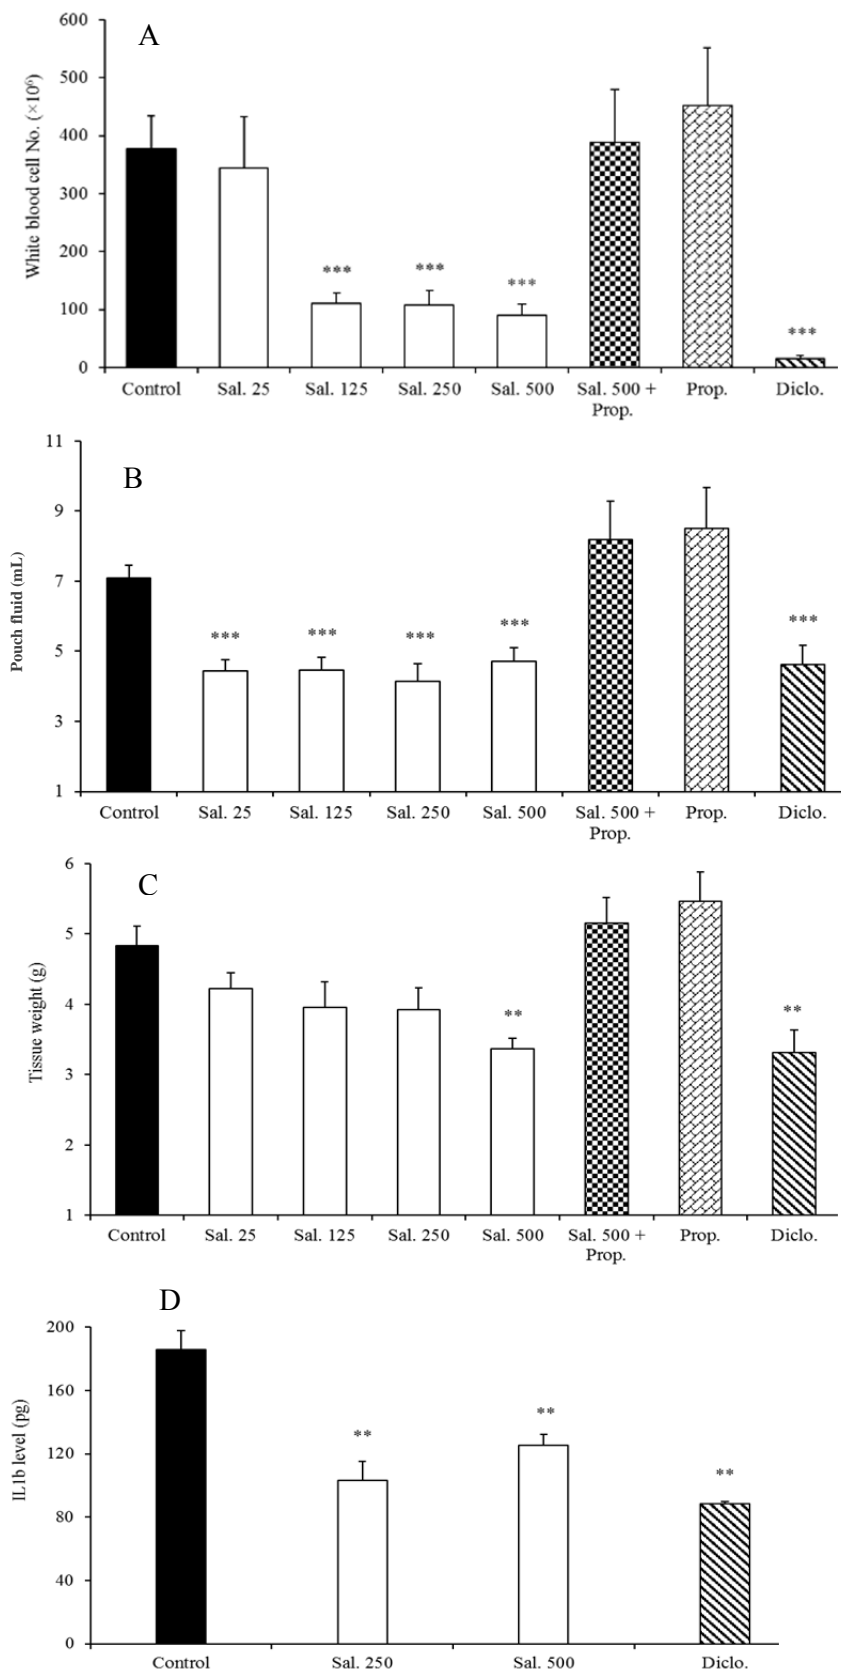 A
White blood cell No. (×10⁶)
600
500
400
300
200
100
0
***
***
***
***
Control Sal. 25 Sal. 125 Sal. 250 Sal. 500 Sal. 500 + Prop. Diclo.
Prop.
B
Pouch fluid (mL)
11
9
7
5
3
1
***
***
***
***
***
Control Sal. 25 Sal. 125 Sal. 250 Sal. 500 Sal. 500 + Prop. Diclo.
Prop.
C
Tissue weight (g)
6
5
4
3
2
1
**
**
Control Sal. 25 Sal. 125 Sal. 250 Sal. 500 Sal. 500 + Prop. Diclo.
Prop.
D
IL1b level (pg)
200
160
120
80
40
0
**
**
**
Control Sal. 250 Sal. 500 Diclo.